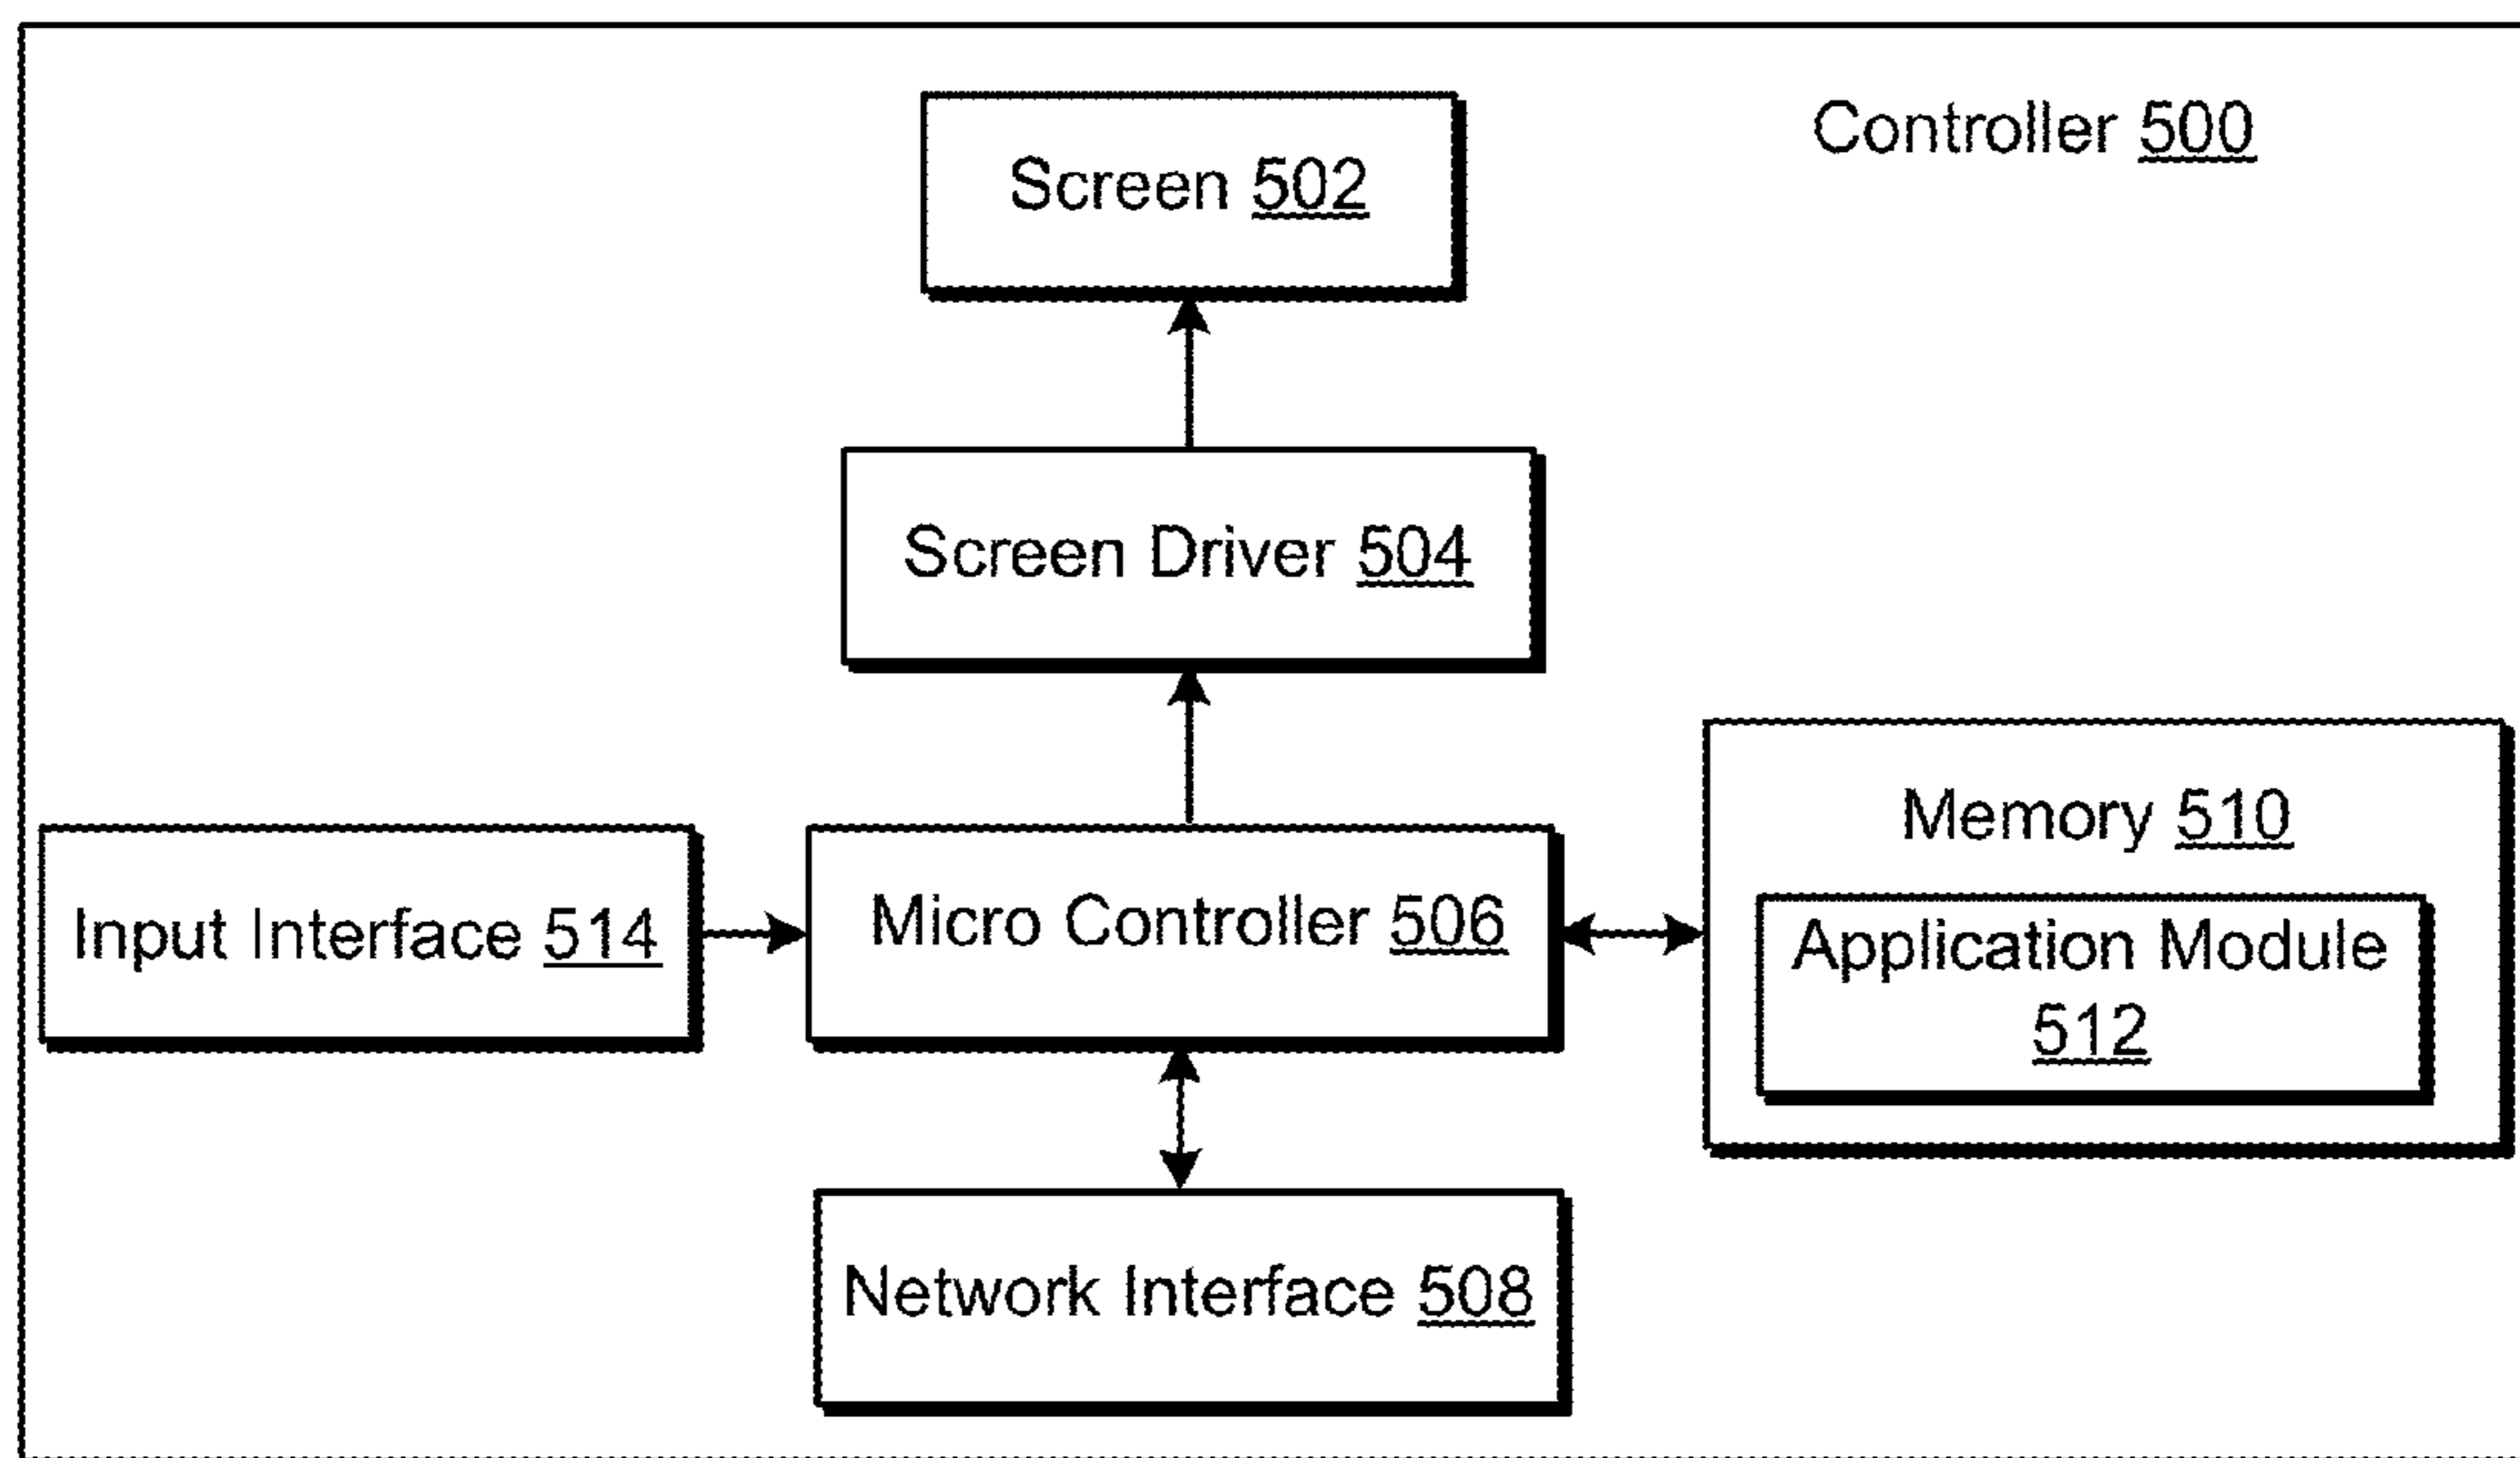 Controller 500
Screen 502
Screen Driver 504
Memory 510
Input Interface 514
Micro Controller 506
Application Module
512
Network Interface 508